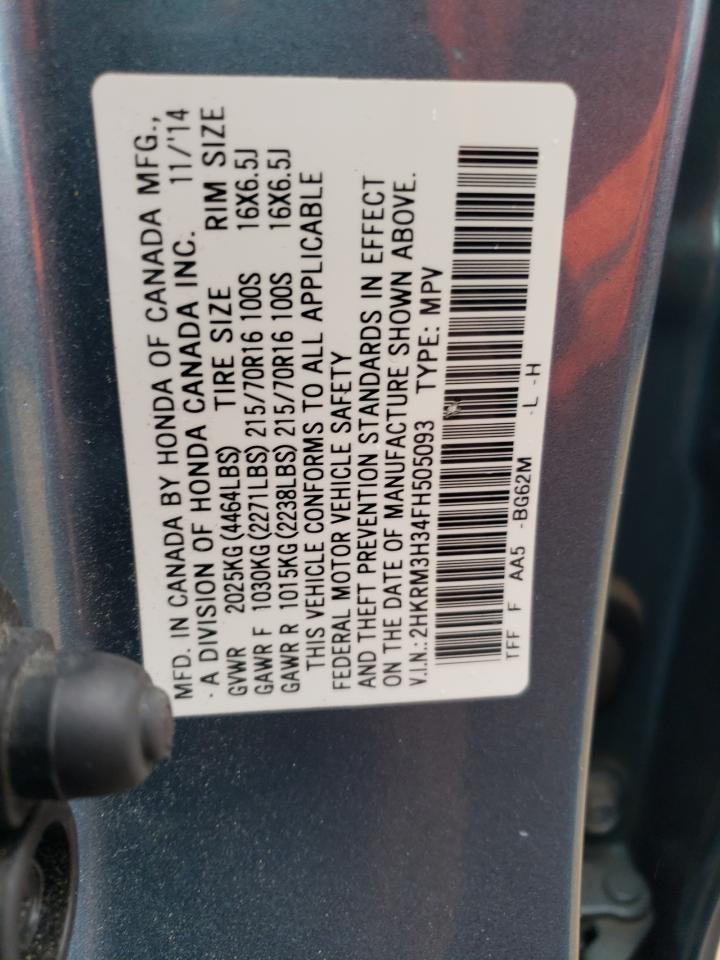 MFD. IN CANADA BY HONDA OF CANADA MFG.,
A DIVISION OF HONDA CANADA INC. 11/'14
GVWR 2025KG(4464LBS) TIRE SIZE RIM SIZE
GAWR F 1030KG(2271LBS) 215/70R16 100S 16X6.5J
GAWR R 1015KG(2238LBS) 215/70R16 100S 16X6.5J
THIS VEHICLE CONFORMS TO ALL APPLICABLE
FEDERAL MOTOR VEHICLE SAFETY
AND THEFT PREVENTION STANDARDS IN EFFECT
ON THE DATE OF MANUFACTURE SHOWN ABOVE.
V.I.N.: 2HKRM3H34FH505093 TYPE: MPV
TFF F AA5 -BG62M -L -H